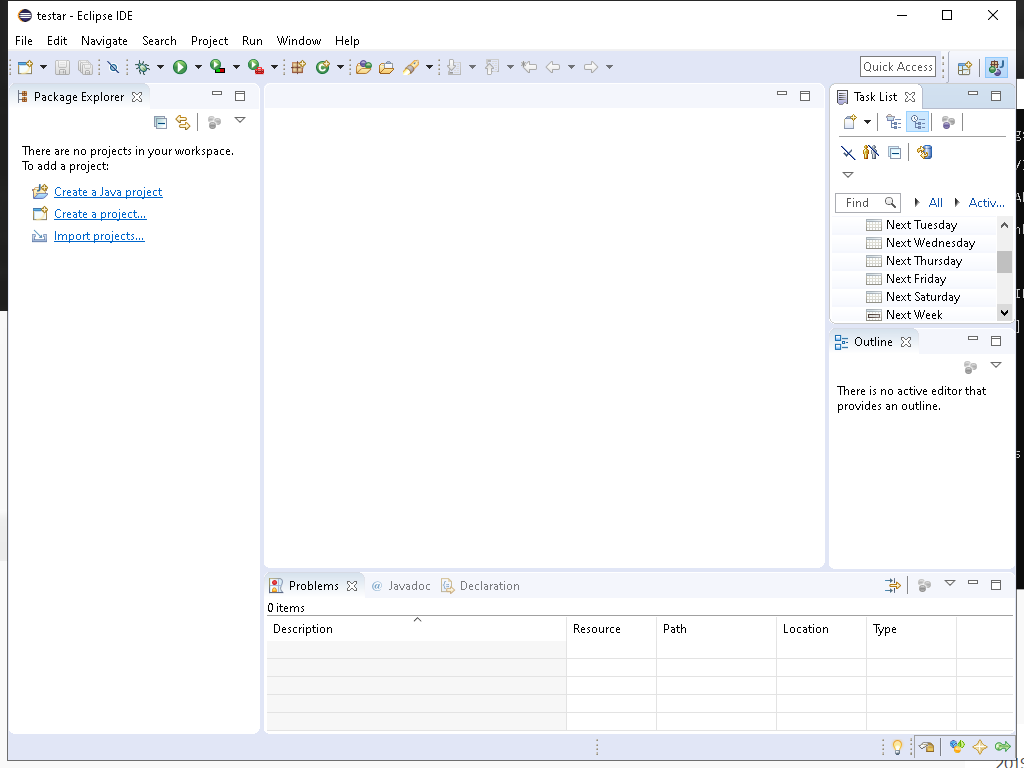 testar - Eclipse IDE
File Edit Navigate Search Project Run Window Help
Quick Access
Package Explorer
There are no projects in your workspace.
To add a project:
Create a Java project
Create a project...
Import projects...
Task List
Find All Activ...
Next Tuesday
Next Wednesday
Next Thursday
Next Friday
Next Saturday
Next Week
Outline
There is no active editor that
provides an outline.
Problems @ Javadoc Declaration
0 items
Description Resource Path Location Type
2019